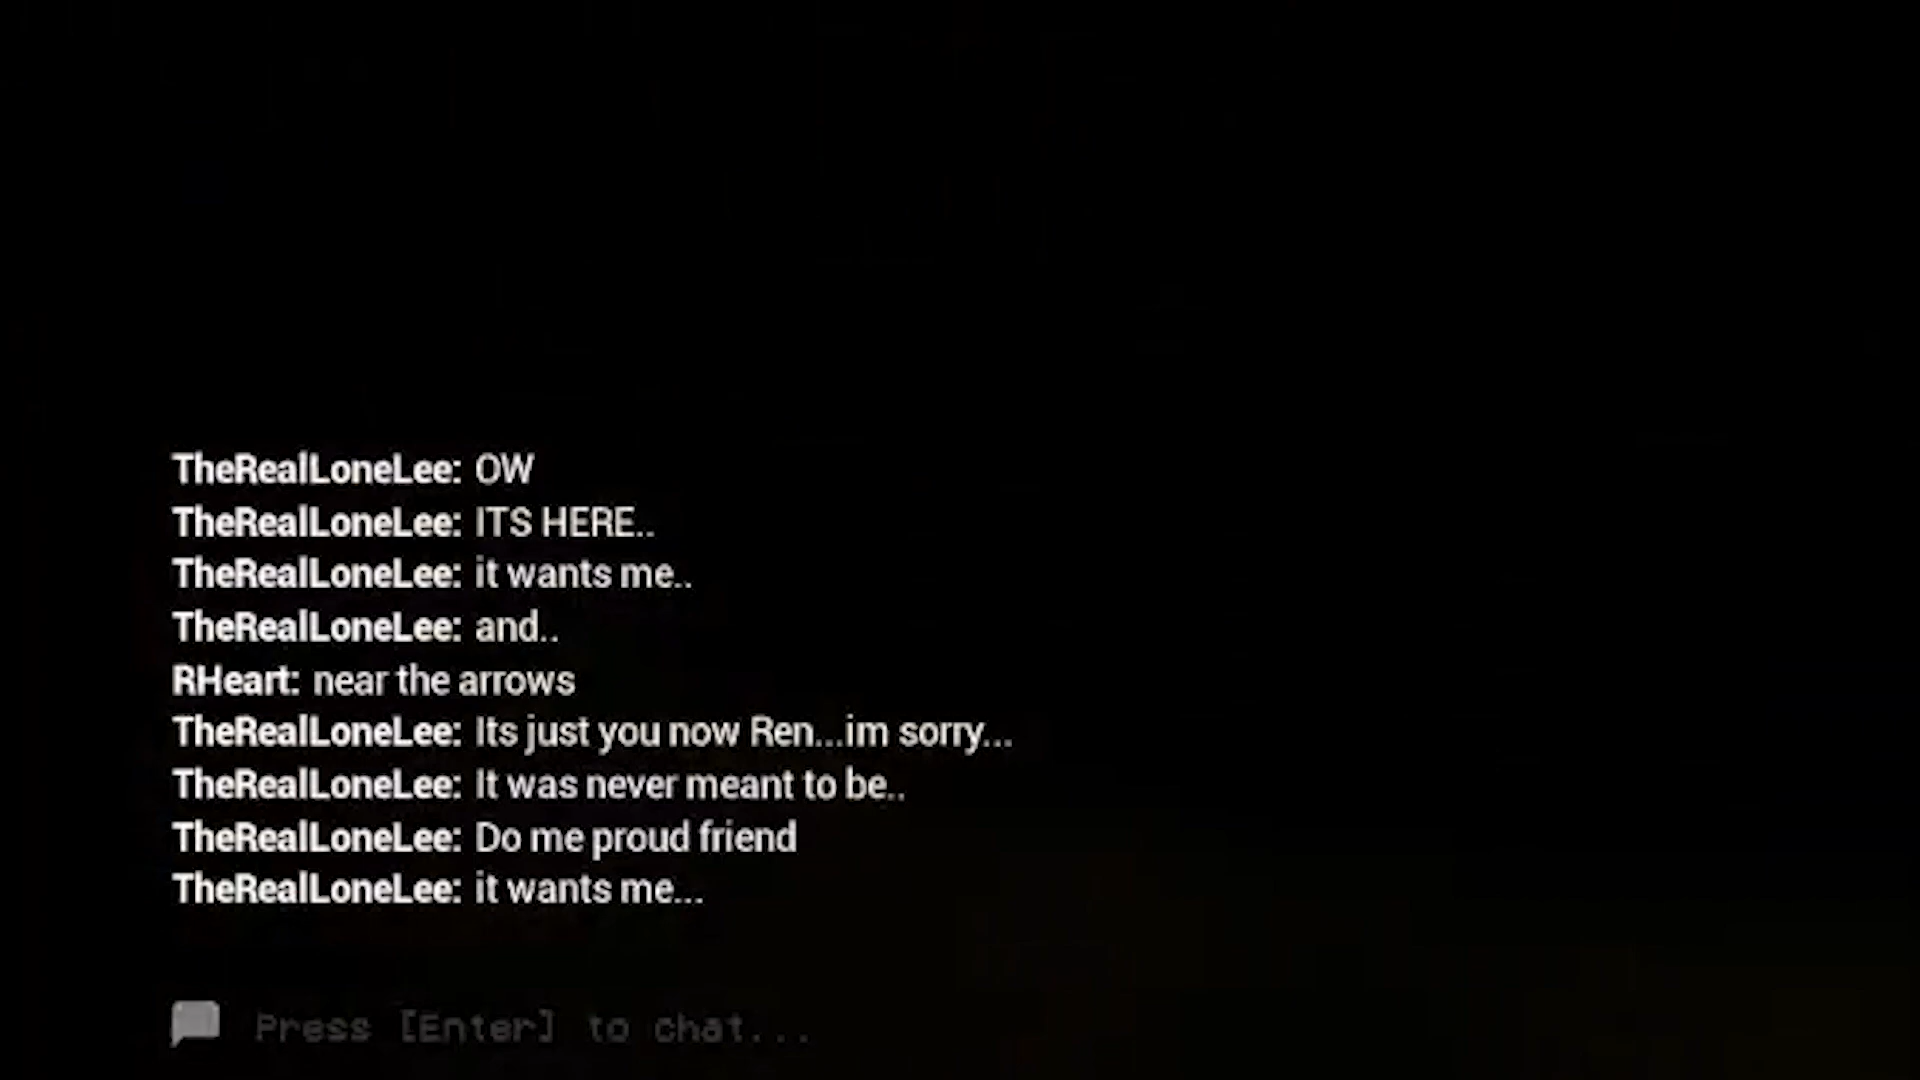 TheRealLoneLee: OW
TheRealLoneLee: ITS HERE..
TheRealLoneLee: it wants me..
TheRealLoneLee: and..
RHeart: near the arrows
TheRealLoneLee: Its just you now Ren...im sorry...
TheRealLoneLee: It was never meant to be..
TheRealLoneLee: Do me proud friend
TheRealLoneLee: it wants me...
Press [Enter] to chat...